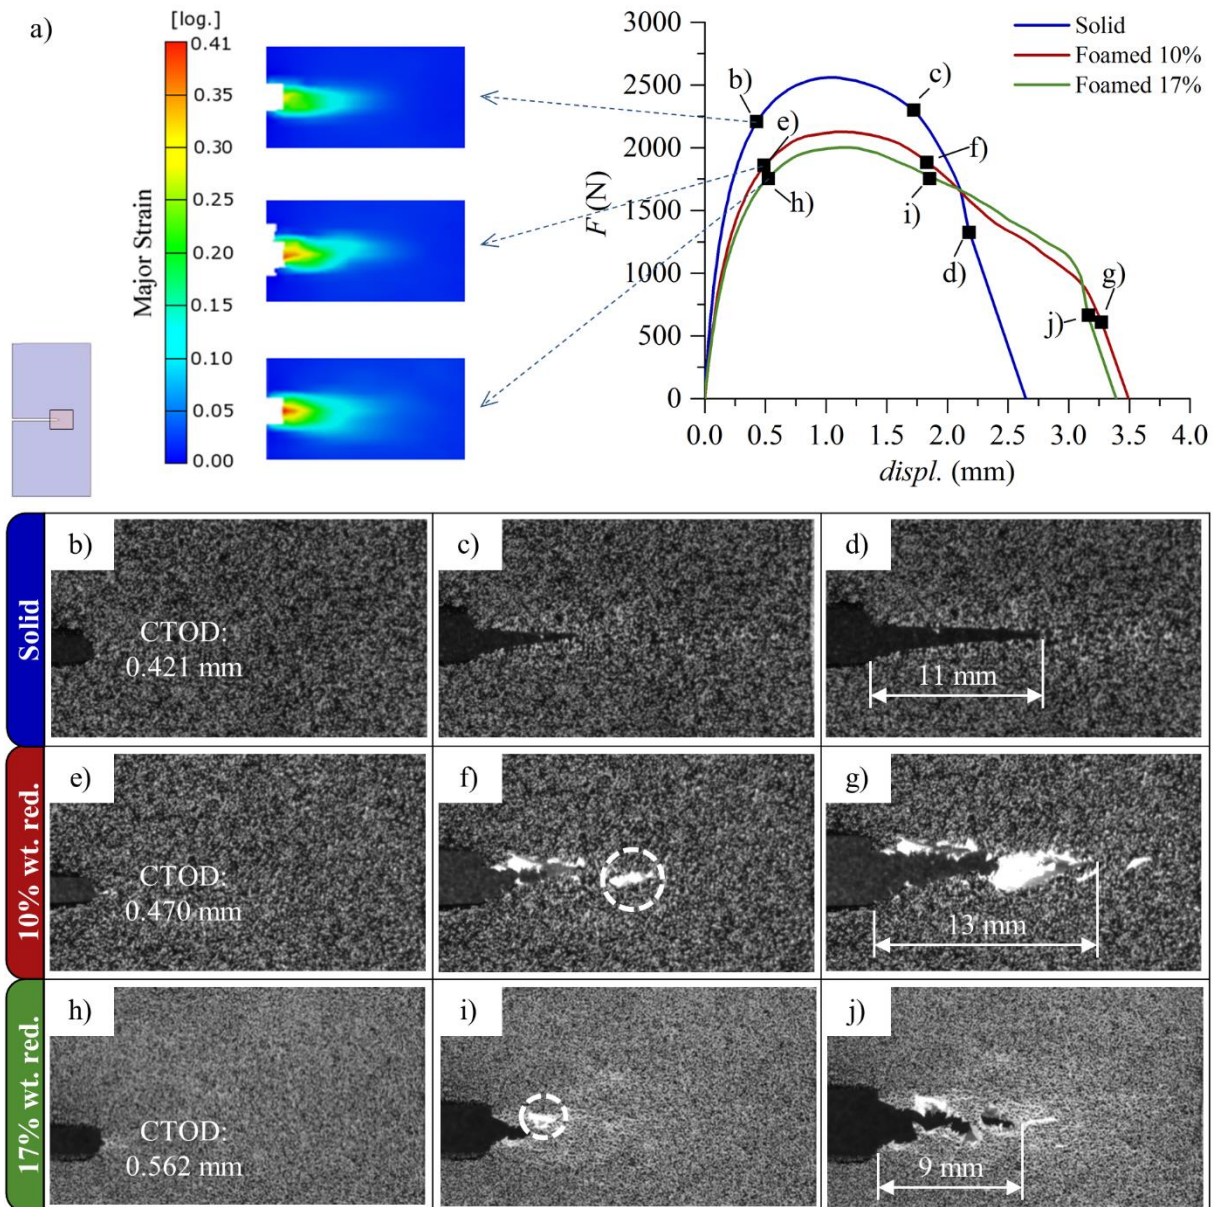 a)
[log.]
0.41
0.35
0.30
0.25
0.20
0.15
0.10
0.05
0.00
Major Strain
3000
2500
2000
1500
1000
500
0
F (N)
0.0 0.5 1.0 1.5 2.0 2.5 3.0 3.5 4.0
displ. (mm)
Solid
Foamed 10%
Foamed 17%
b)
c)
e)
f)
h)
i)
d)
g)
j)
Solid
b)
CTOD:
0.421 mm
c)
d)
11 mm
10% wt. red.
e)
CTOD:
0.470 mm
f)
g)
13 mm
17% wt. red.
h)
CTOD:
0.562 mm
i)
j)
9 mm